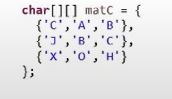 char[][] matC = {
{'C','A','B'},
{'J','B','C'},
{'X','O','H'}
};